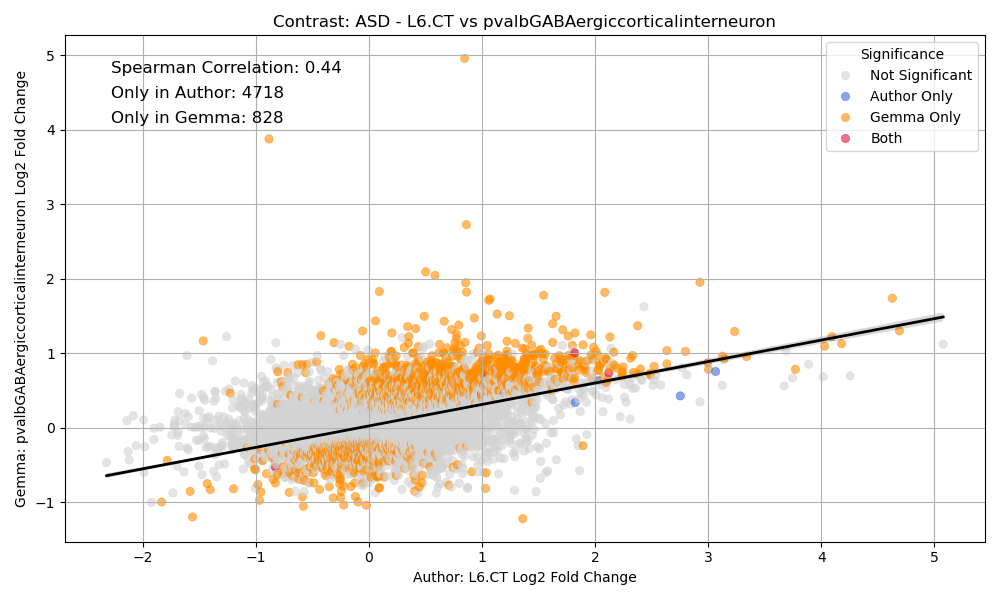 Contrast: ASD - L6.CT vs pvalbGABAergiccorticalinterneuron
Spearman Correlation: 0.44
Only in Author: 4718
Only in Gemma: 828
Significance
Not Significant
Author Only
Gemma Only
Both
Gemma: pvalbGABAergiccorticalinterneuron Log2 Fold Change
5
4
3
2
1
0
−1
−2
−1
0
1
2
3
4
5
Author: L6.CT Log2 Fold Change